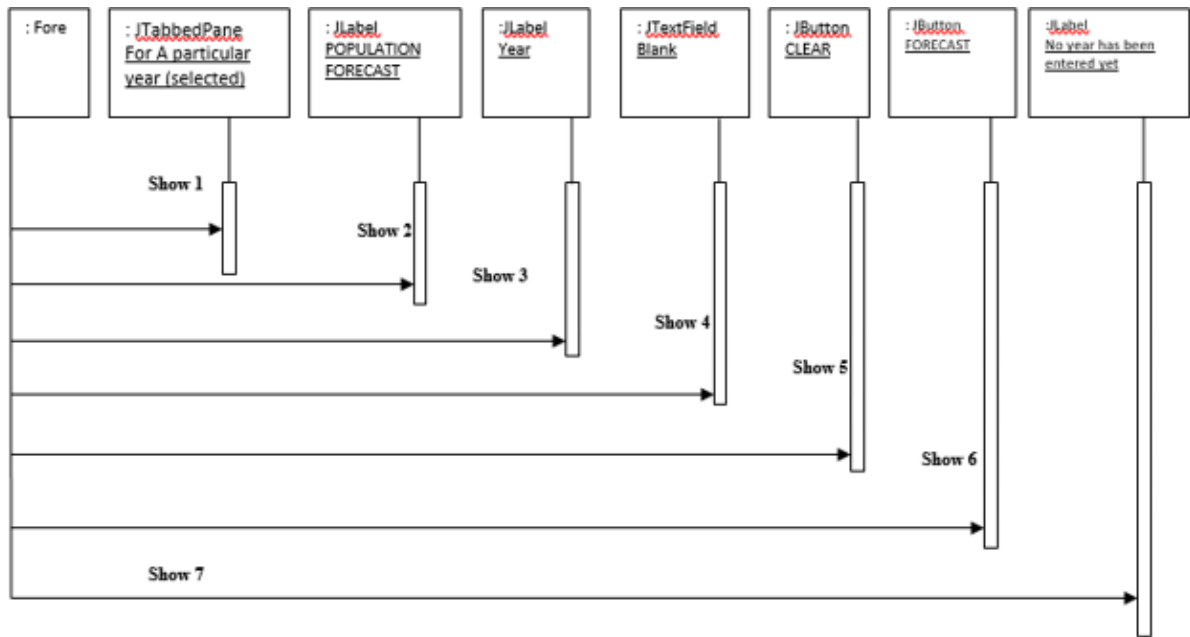 : Fore
: JTabbedPane
For A particular
year (selected)
: JLabel
POPULATION
FORECAST
:JLabel
Year
: JTextField
Blank
: JButton
CLEAR
: JButton
FORECAST
:JLabel
No year has been
entered yet
Show 1
Show 2
Show 3
Show 4
Show 5
Show 6
Show 7